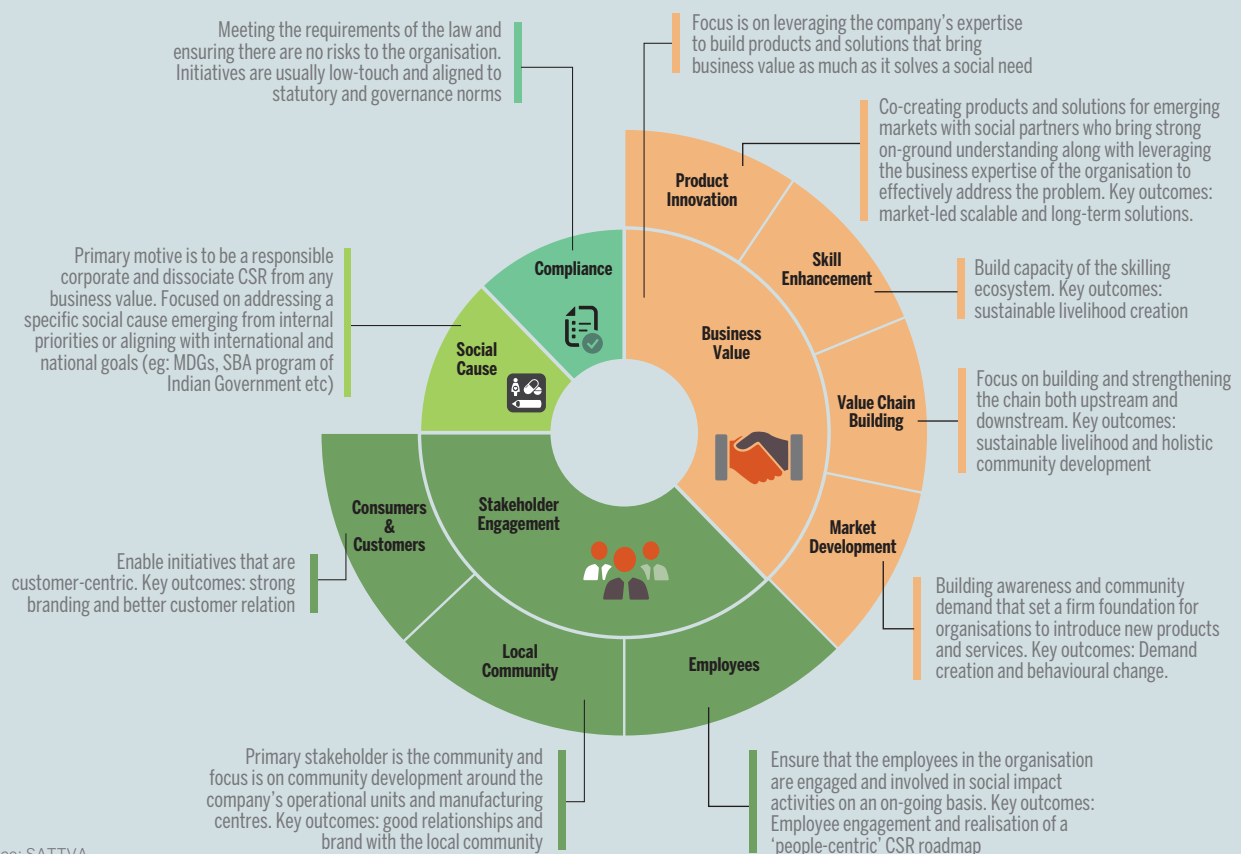 Meeting the requirements of the law and
ensuring there are no risks to the organisation.
Initiatives are usually low-touch and aligned to
statutory and governance norms
Focus is on leveraging the company's expertise
to build products and solutions that bring
business value as much as it solves a social need
Co-creating products and solutions for emerging
markets with social partners who bring strong
on-ground understanding along with leveraging
the business expertise of the organisation to
effectively address the problem. Key outcomes:
market-led scalable and long-term solutions.
Product
Innovation
Skill
Enhancement
Build capacity of the skilling
ecosystem. Key outcomes:
sustainable livelihood creation
Compliance
Primary motive is to be a responsible
corporate and dissociate CSR from any
business value. Focused on addressing a
specific social cause emerging from internal
priorities or aligning with international and
national goals (eg: MDGs, SBA program of
Indian Government etc)
Social
Cause
Business
Value
Value Chain
Building
Focus on building and strengthening
the chain both upstream and
downstream. Key outcomes:
sustainable livelihood and holistic
community development
Consumers
&
Customers
Stakeholder
Engagement
Market
Development
Enable initiatives that are
customer-centric. Key outcomes: strong
branding and better customer relation
Building awareness and community
demand that set a firm foundation for
organisations to introduce new products
and services. Key outcomes: Demand
creation and behavioural change.
Local
Community
Employees
Primary stakeholder is the community and
focus is on community development around the
company's operational units and manufacturing
centres. Key outcomes: good relationships and
brand with the local community
Ensure that the employees in the organisation
are engaged and involved in social impact
activities on an on-going basis. Key outcomes:
Employee engagement and realisation of a
'people-centric' CSR roadmap
SATTVA